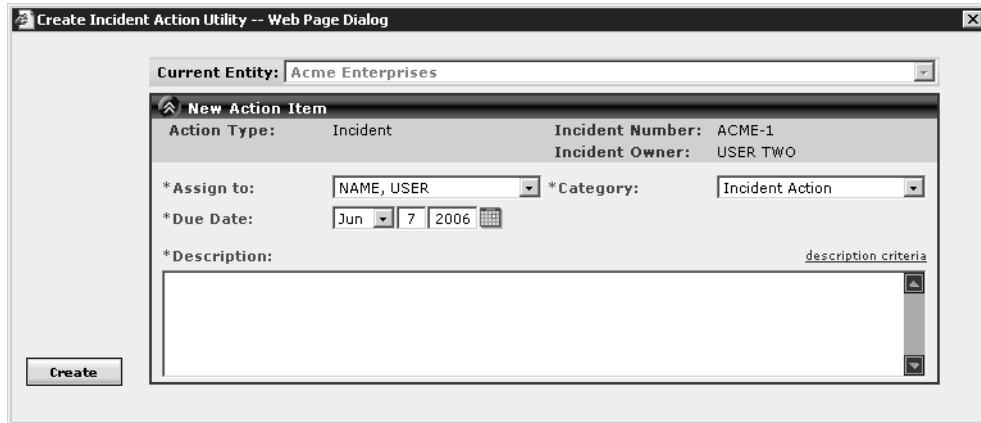 Create Incident Action Utility -- Web Page Dialog
Current Entity: Acme Enterprises
New Action Item
Action Type: Incident Incident Number: ACME-1
Incident Owner: USER TWO
*Assign to: NAME, USER *Category: Incident Action
*Due Date: Jun 7 2006
*Description: description criteria
Create